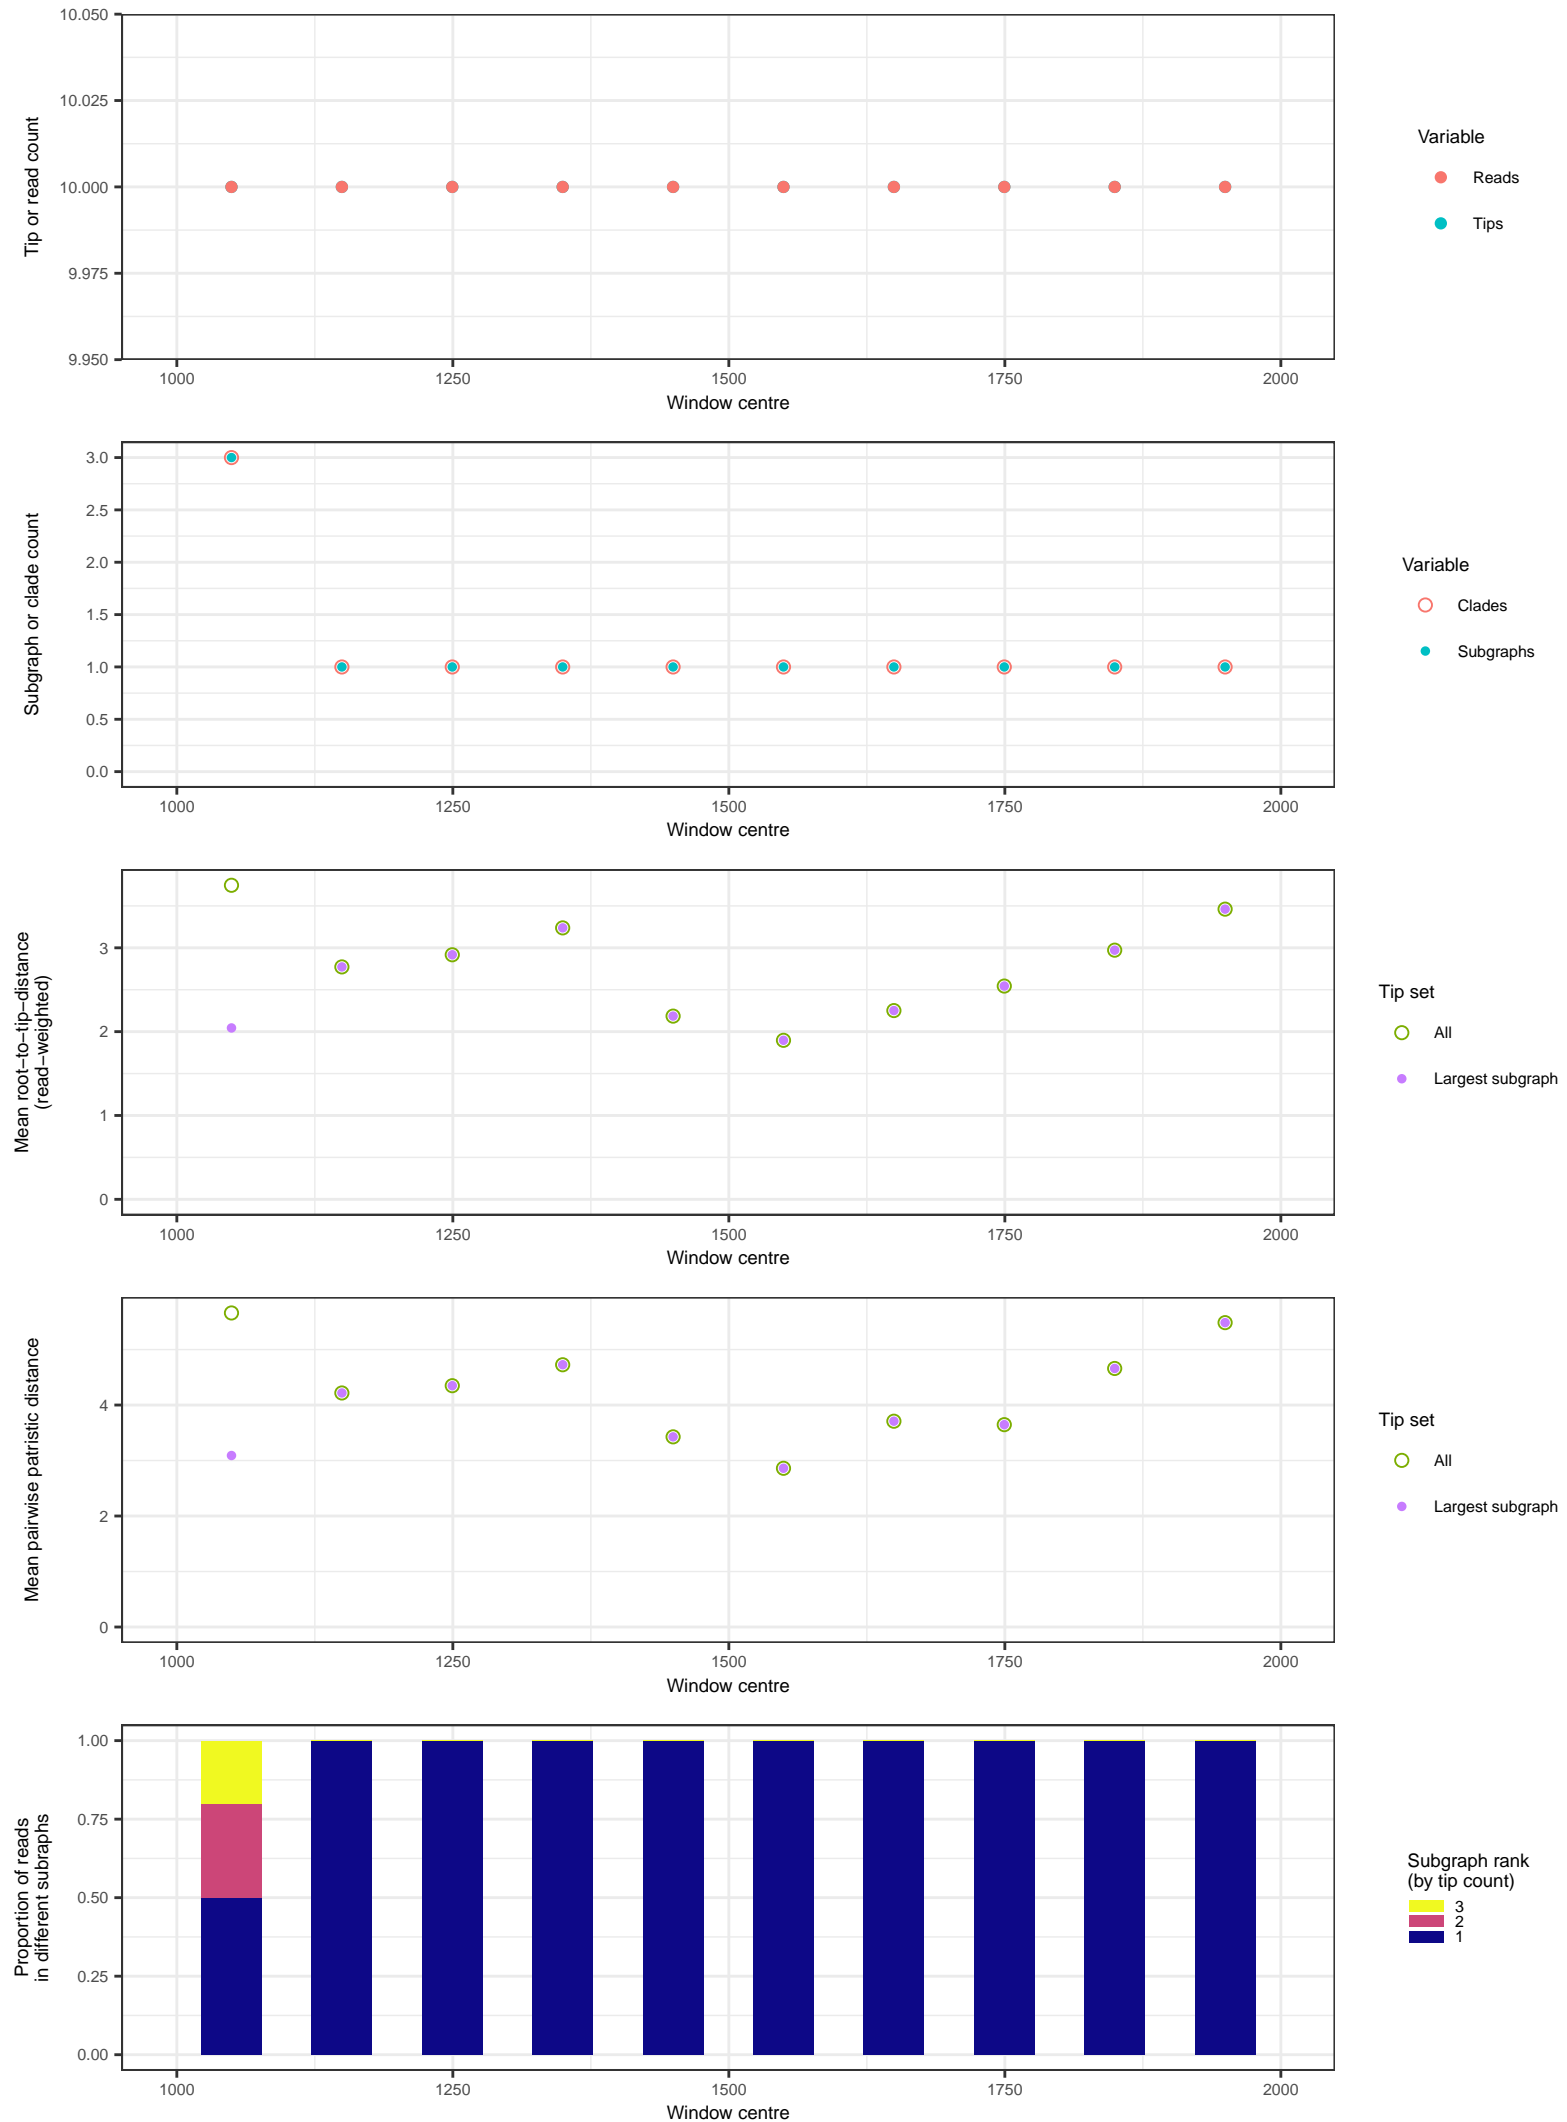 10.050
10.025
10.000
9.975
9.950
Tip or read count
1000 1250 1500 1750 2000
Window centre
Variable
Reads
Tips
3.0
2.5
2.0
1.5
1.0
0.5
0.0
Subgraph or clade count
1000 1250 1500 1750 2000
Window centre
Variable
Clades
Subgraphs
3
2
1
0
Mean root−to−tip−distance
(read−weighted)
1000 1250 1500 1750 2000
Window centre
Tip set
All
Largest subgraph
4
2
0
Mean pairwise patristic distance
1000 1250 1500 1750 2000
Window centre
Tip set
All
Largest subgraph
1.00
0.75
0.50
0.25
0.00
Proportion of reads
in different subraphs
1000 1250 1500 1750 2000
Window centre
Subgraph rank
(by tip count)
3
2
1